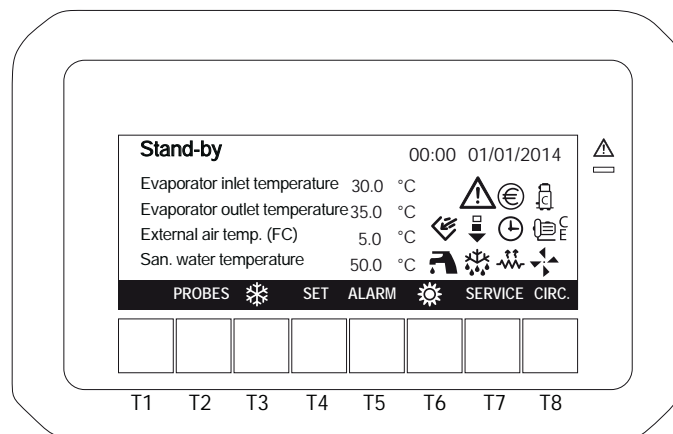 Stand-by 00:00 01/01/2014
Evaporator inlet temperature 30.0 °C
Evaporator outlet temperature 35.0 °C
External air temp. (FC) 5.0 °C
San. water temperature 50.0 °C
€ C
C
E
PROBES SET ALARM SERVICE CIRC.
T1 T2 T3 T4 T5 T6 T7 T8